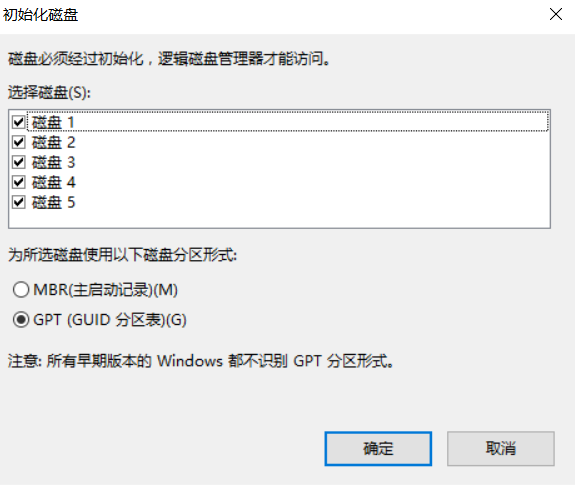 初始化磁盘
磁盘必须经过初始化，逻辑磁盘管理器才能访问。
选择磁盘(S):
磁盘 1
磁盘 2
磁盘 3
磁盘 4
磁盘 5
为所选磁盘使用以下磁盘分区形式:
MBR(主启动记录)(M)
GPT (GUID 分区表)(G)
注意: 所有早期版本的 Windows 都不识别 GPT 分区形式。
确定 取消